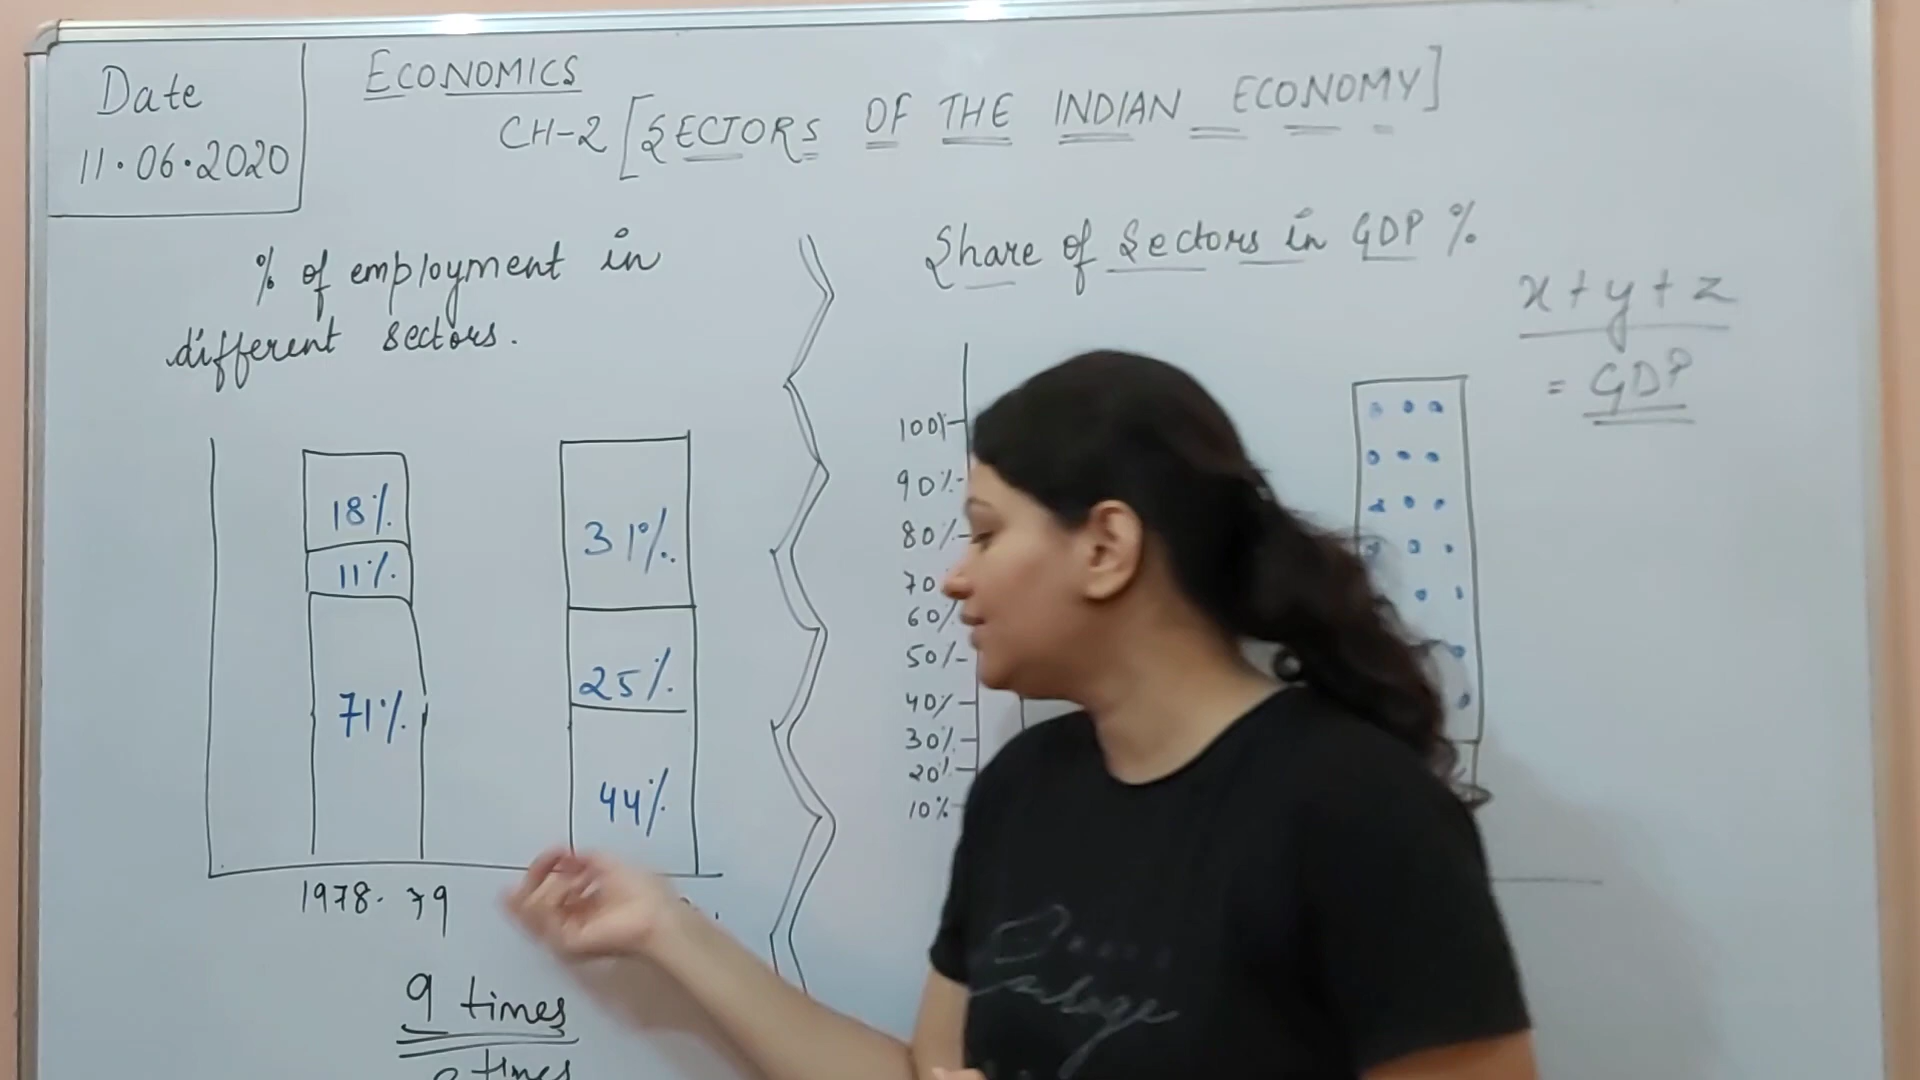 Date
11.06.2020
ECONOMICS
CH-2 [SECTORS OF THE INDIAN ECONOMY]
% of employment in
different sectors.
18%.
11%.
71%.
31%.
25%.
44%.
1978.79
9 times
times
Share of Sectors in GDP %
100%
90%
80%
70
60%
50%
40%
30%
20%
10%
x + y + z
= GDP